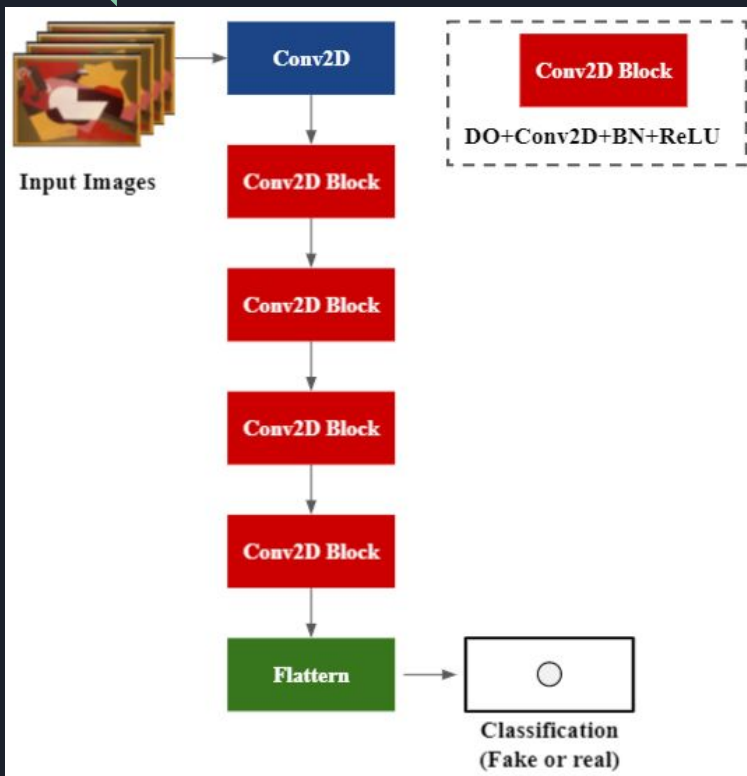 Conv2D
Conv2D Block
DO+Conv2D+BN+ReLU
Input Images
Conv2D Block
Conv2D Block
Conv2D Block
Conv2D Block
Flattern
Classification
(Fake or real)